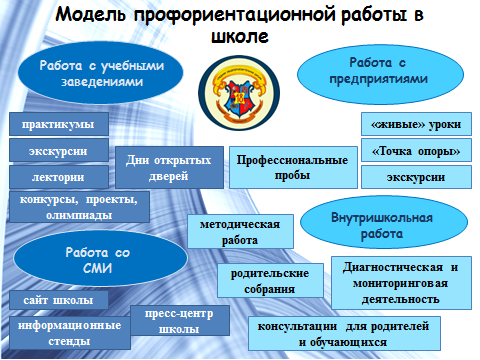 Модель профориентационной работы в
школе
Работа с учебными
заведениями
Работа с
предприятиями
практикумы
экскурсии
лектории
конкурсы, проекты,
олимпиады
Дни открытых
дверей
Профессиональные
пробы
«живые» уроки
«Точка опоры»
экскурсии
Работа со
СМИ
сайт школы
информационные
стенды
пресс-центр
школы
Внутришкольная
работа
методическая
работа
родительские
собрания
Диагностическая и
мониторинговая
деятельность
консультации для родителей
и обучающихся